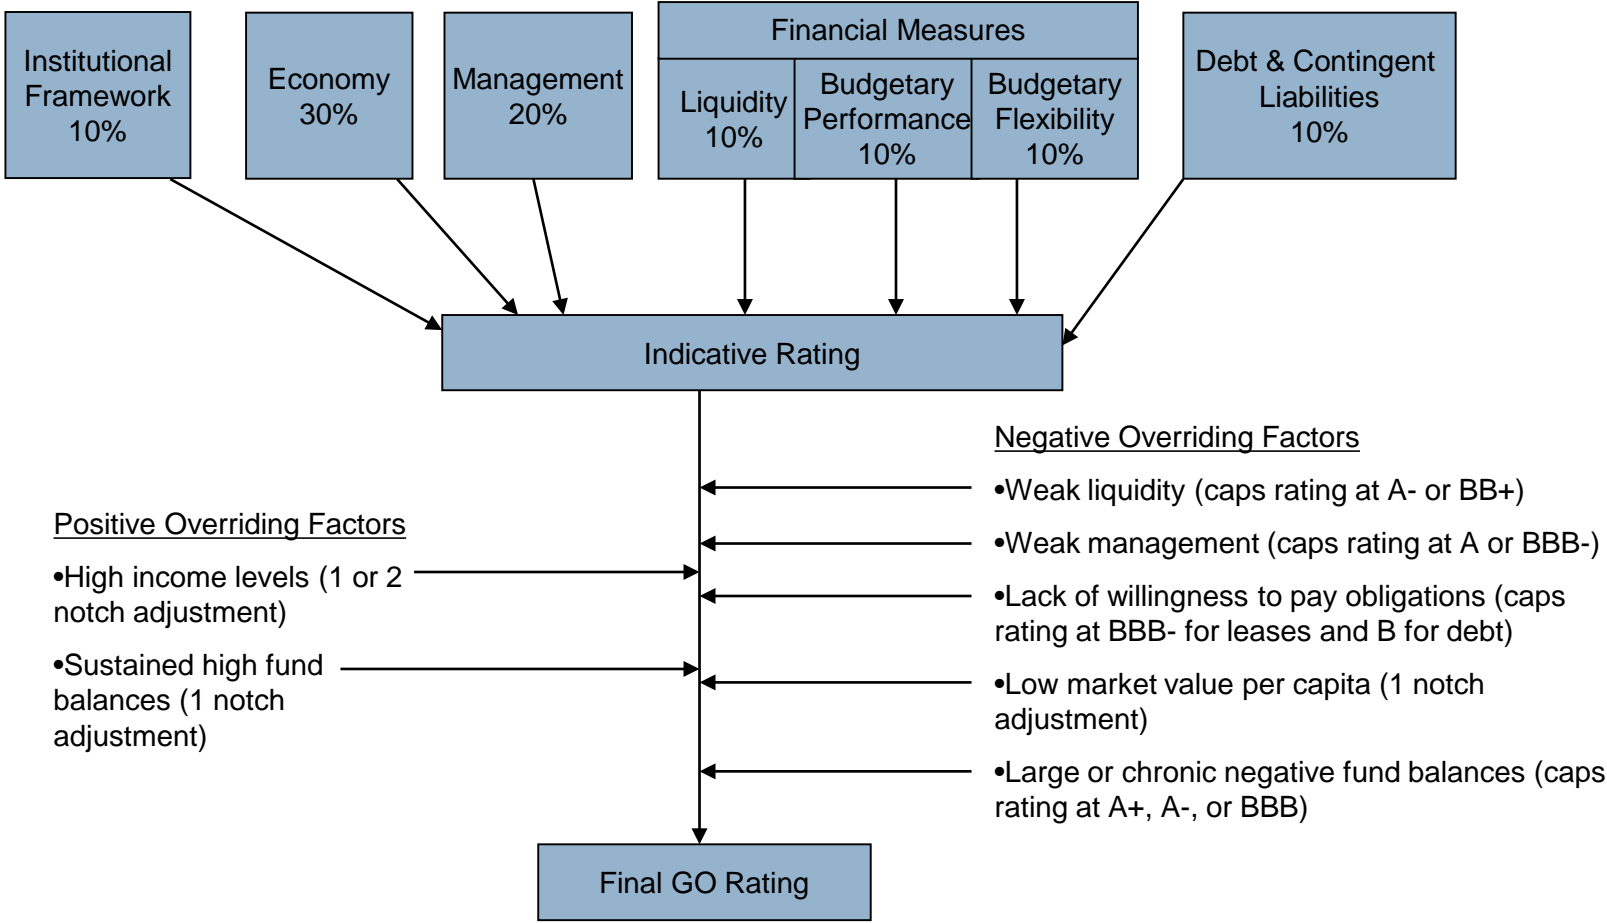 Institutional
Framework
10%
Economy
30%
Management
20%
Financial Measures
Liquidity
10%
Budgetary
Performance
10%
Budgetary
Flexibility
10%
Debt & Contingent
Liabilities
10%
Indicative Rating
Positive Overriding Factors
•High income levels (1 or 2
notch adjustment)
•Sustained high fund
balances (1 notch
adjustment)
Negative Overriding Factors
•Weak liquidity (caps rating at A- or BB+)
•Weak management (caps rating at A or BBB-)
•Lack of willingness to pay obligations (caps
rating at BBB- for leases and B for debt)
•Low market value per capita (1 notch
adjustment)
•Large or chronic negative fund balances (caps
rating at A+, A-, or BBB)
Final GO Rating